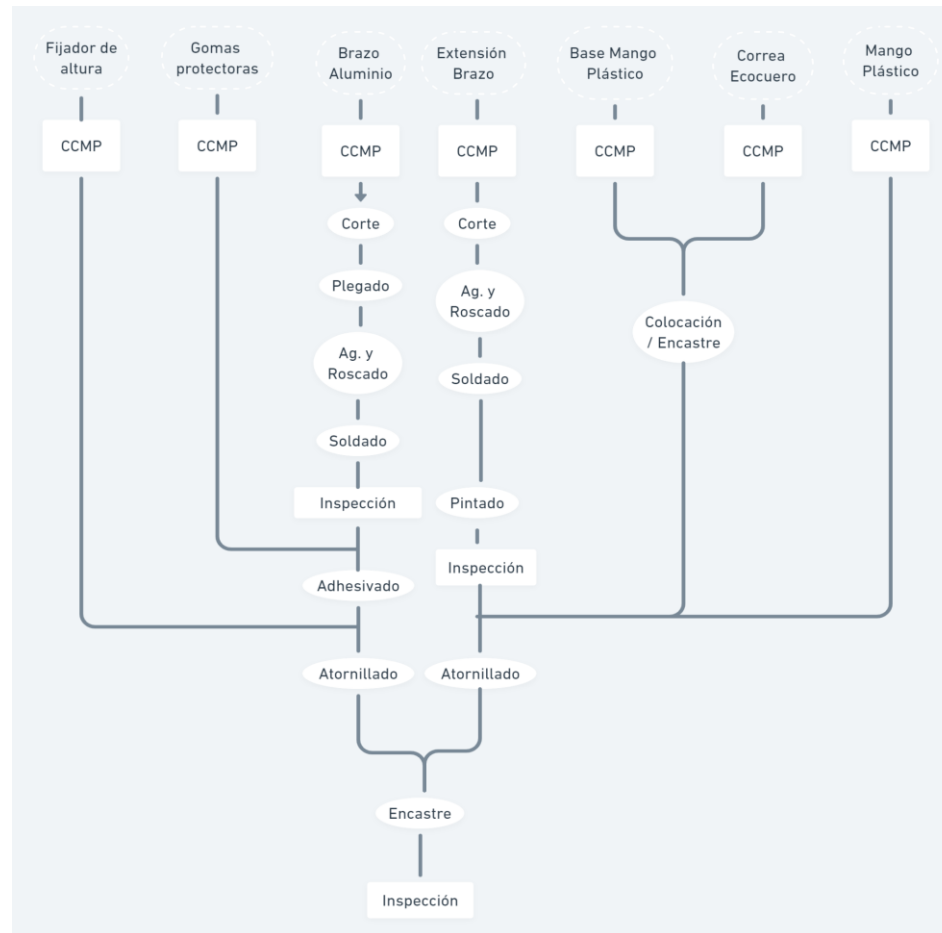 Fijador de
altura
Gomas
protectoras
Brazo
Aluminio
Extensión
Brazo
Base Mango
Plástico
Correa
Ecocuero
Mango
Plástico
CCMP
CCMP
CCMP
CCMP
CCMP
CCMP
CCMP
Corte
Corte
Plegado
Ag. y
Roscado
Colocación
/ Encastre
Ag. y
Roscado
Soldado
Soldado
Inspección
Pintado
Inspección
Adhesivado
Atornillado
Atornillado
Encastre
Inspección